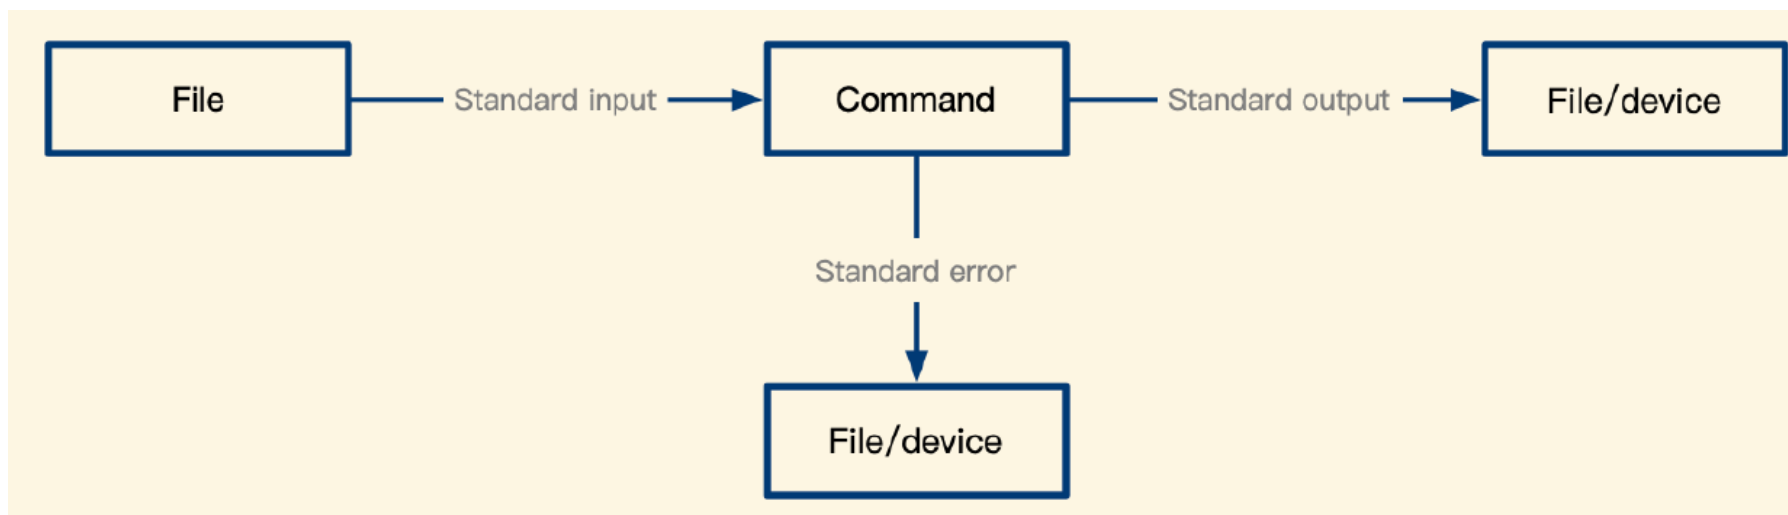 File
Standard input
Command
Standard output
File/device
Standard error
File/device